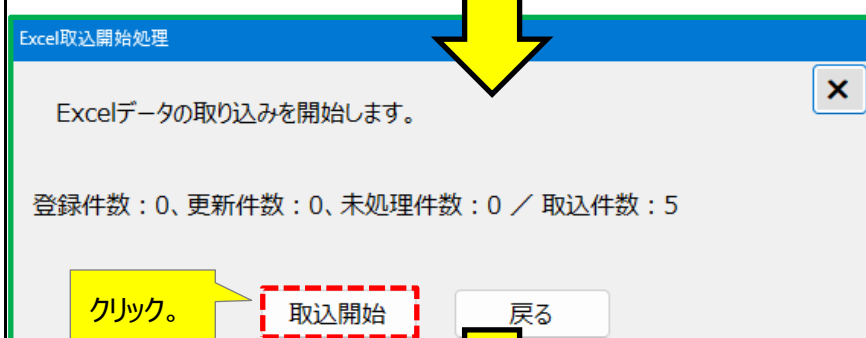 Excel取込開始処理
×
Excelデータの取り込みを開始します。
登録件数：0、更新件数：0、未処理件数：0 ／ 取込件数：5
クリック。
取込開始
戻る